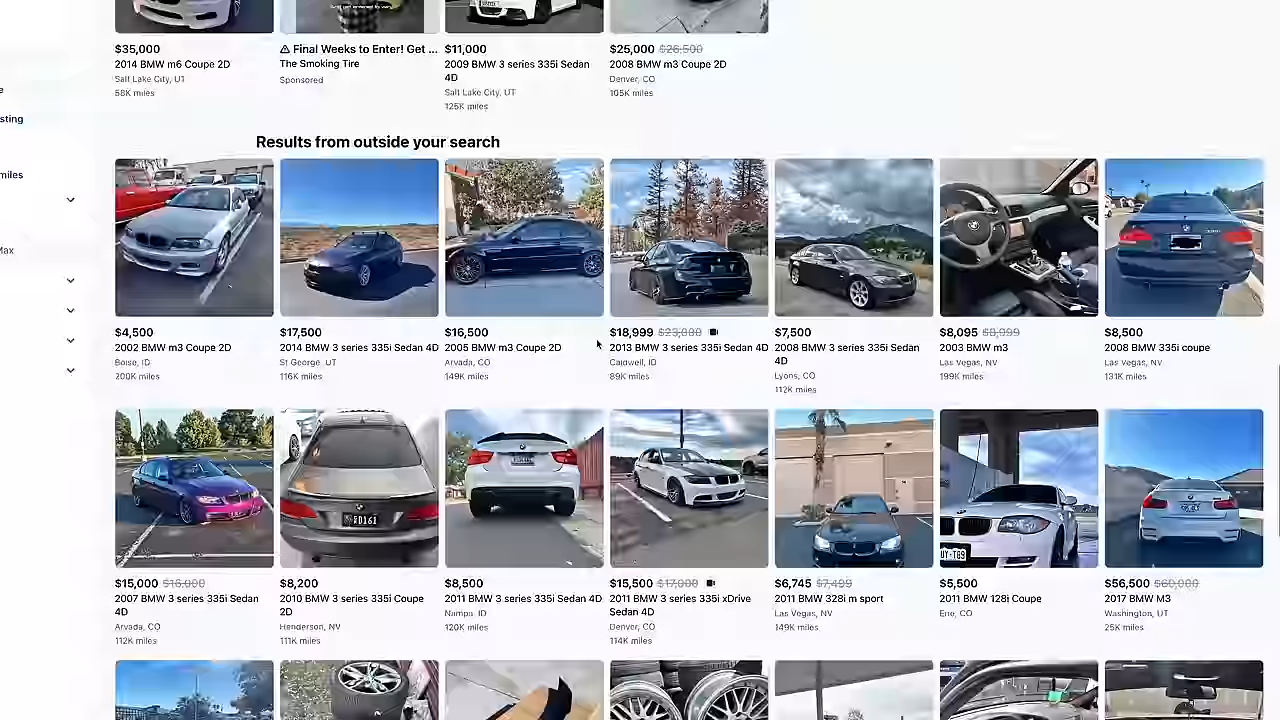 $35,000
2014 BMW m6 Coupe 2D
Salt Lake City, UT
58K miles
⚠ Final Weeks to Enter! Get ...
The Smoking Tire
Sponsored
$11,000
2009 BMW 3 series 335i Sedan
4D
Salt Lake City, UT
125K miles
$25,000 $26,500
2008 BMW m3 Coupe 2D
Denver, CO
105K miles
sting
miles
Max
Results from outside your search
$4,500
2002 BMW m3 Coupe 2D
Boise, ID
200K miles
$17,500
2014 BMW 3 series 335i Sedan 4D
St George, UT
116K miles
$16,500
2005 BMW m3 Coupe 2D
Arvada, CO
149K miles
$18,999 $23,000
2013 BMW 3 series 335i Sedan 4D
Caldwell, ID
89K miles
$7,500
2008 BMW 3 series 335i Sedan
4D
Lyons, CO
112K miles
$8,095 $8,999
2003 BMW m3
Las Vegas, NV
199K miles
$8,500
2008 BMW 335i coupe
Las Vegas, NV
131K miles
$15,000 $16,000
2007 BMW 3 series 335i Sedan
4D
Arvada, CO
112K miles
$8,200
2010 BMW 3 series 335i Coupe
2D
Henderson, NV
111K miles
$8,500
2011 BMW 3 series 335i Sedan 4D
Nampa, ID
120K miles
$15,500 $17,000
2011 BMW 3 series 335i xDrive
Sedan 4D
Denver, CO
114K miles
$6,745 $7,499
2011 BMW 328i m sport
Las Vegas, NV
149K miles
$5,500
2011 BMW 128i Coupe
Erie, CO
$56,500 $60,000
2017 BMW M3
Washington, UT
25K miles